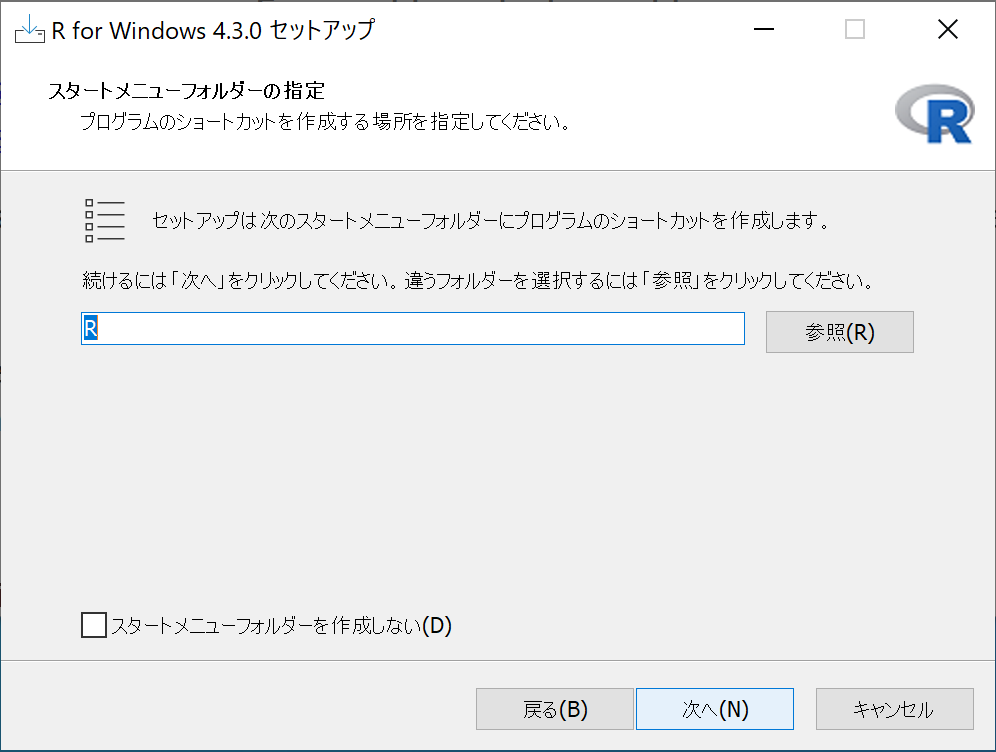 R for Windows 4.3.0 セットアップ
スタートメニューフォルダーの指定
プログラムのショートカットを作成する場所を指定してください。
R
セットアップは次のスタートメニューフォルダーにプログラムのショートカットを作成します。
続けるには「次へ」をクリックしてください。違うフォルダーを選択するには「参照」をクリックしてください。
R
参照(R)
スタートメニューフォルダーを作成しない(D)
戻る(B)
次へ(N)
キャンセル